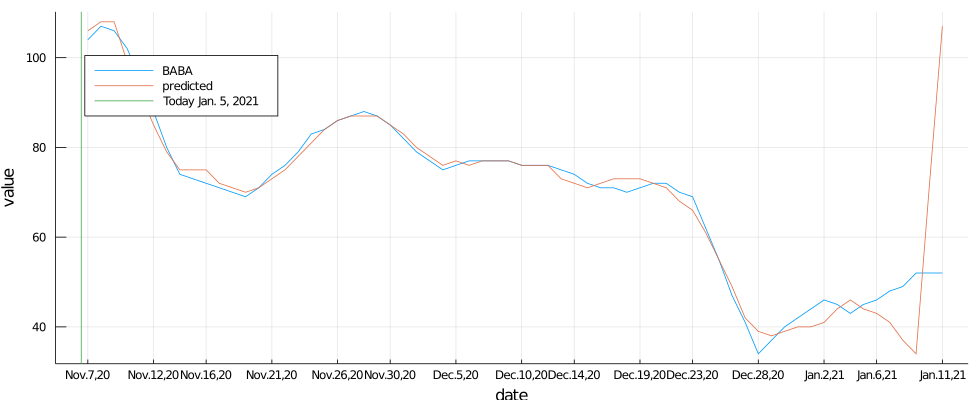 100
80
60
40
value
BABA
predicted
Today Jan. 5, 2021
Nov.7,20 Nov.12,20 Nov.16,20 Nov.21,20 Nov.26,20 Nov.30,20 Dec.5,20 Dec.10,20 Dec.14,20 Dec.19,20 Dec.23,20 Dec.28,20 Jan.2,21 Jan.6,21 Jan.11,21
date